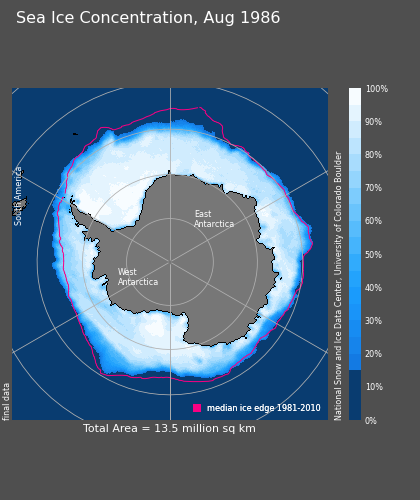 Sea Ice Concentration, Aug 1986
South America
East
Antarctica
West
Antarctica
final data
median ice edge 1981-2010
Total Area = 13.5 million sq km
National Snow and Ice Data Center, University of Colorado Boulder
100%
90%
80%
70%
60%
50%
40%
30%
20%
10%
0%